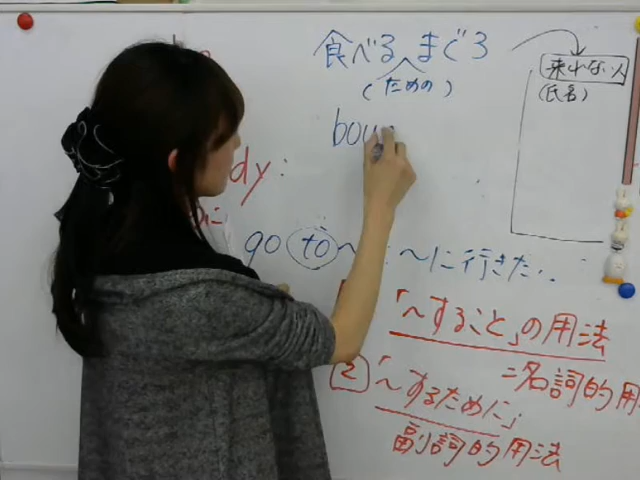 食べる まぐろ
(ための)
来れない人
(氏名)
bou
dy:
go to ～ : ～に行きたい.
「～すること」の用法
=名詞的用
② 「～するために」
副詞的用法